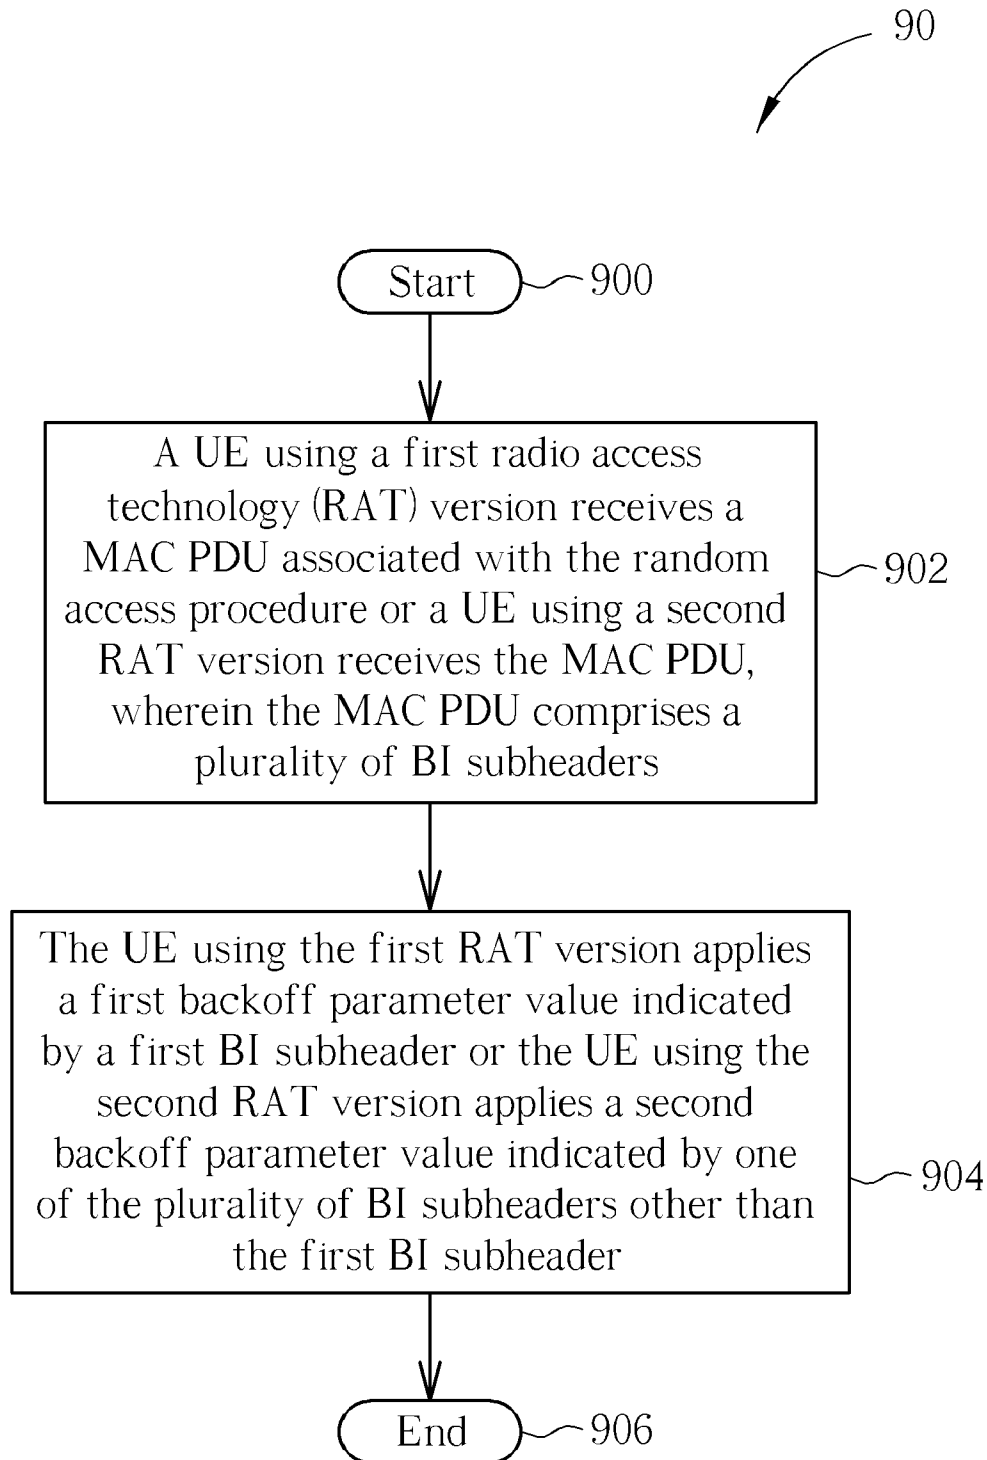 90
Start
900
A UE using a first radio access
technology (RAT) version receives a
MAC PDU associated with the random
access procedure or a UE using a second
RAT version receives the MAC PDU,
wherein the MAC PDU comprises a
plurality of BI subheaders
902
The UE using the first RAT version applies
a first backoff parameter value indicated
by a first BI subheader or the UE using the
second RAT version applies a second
backoff parameter value indicated by one
of the plurality of BI subheaders other than
the first BI subheader
904
End
906